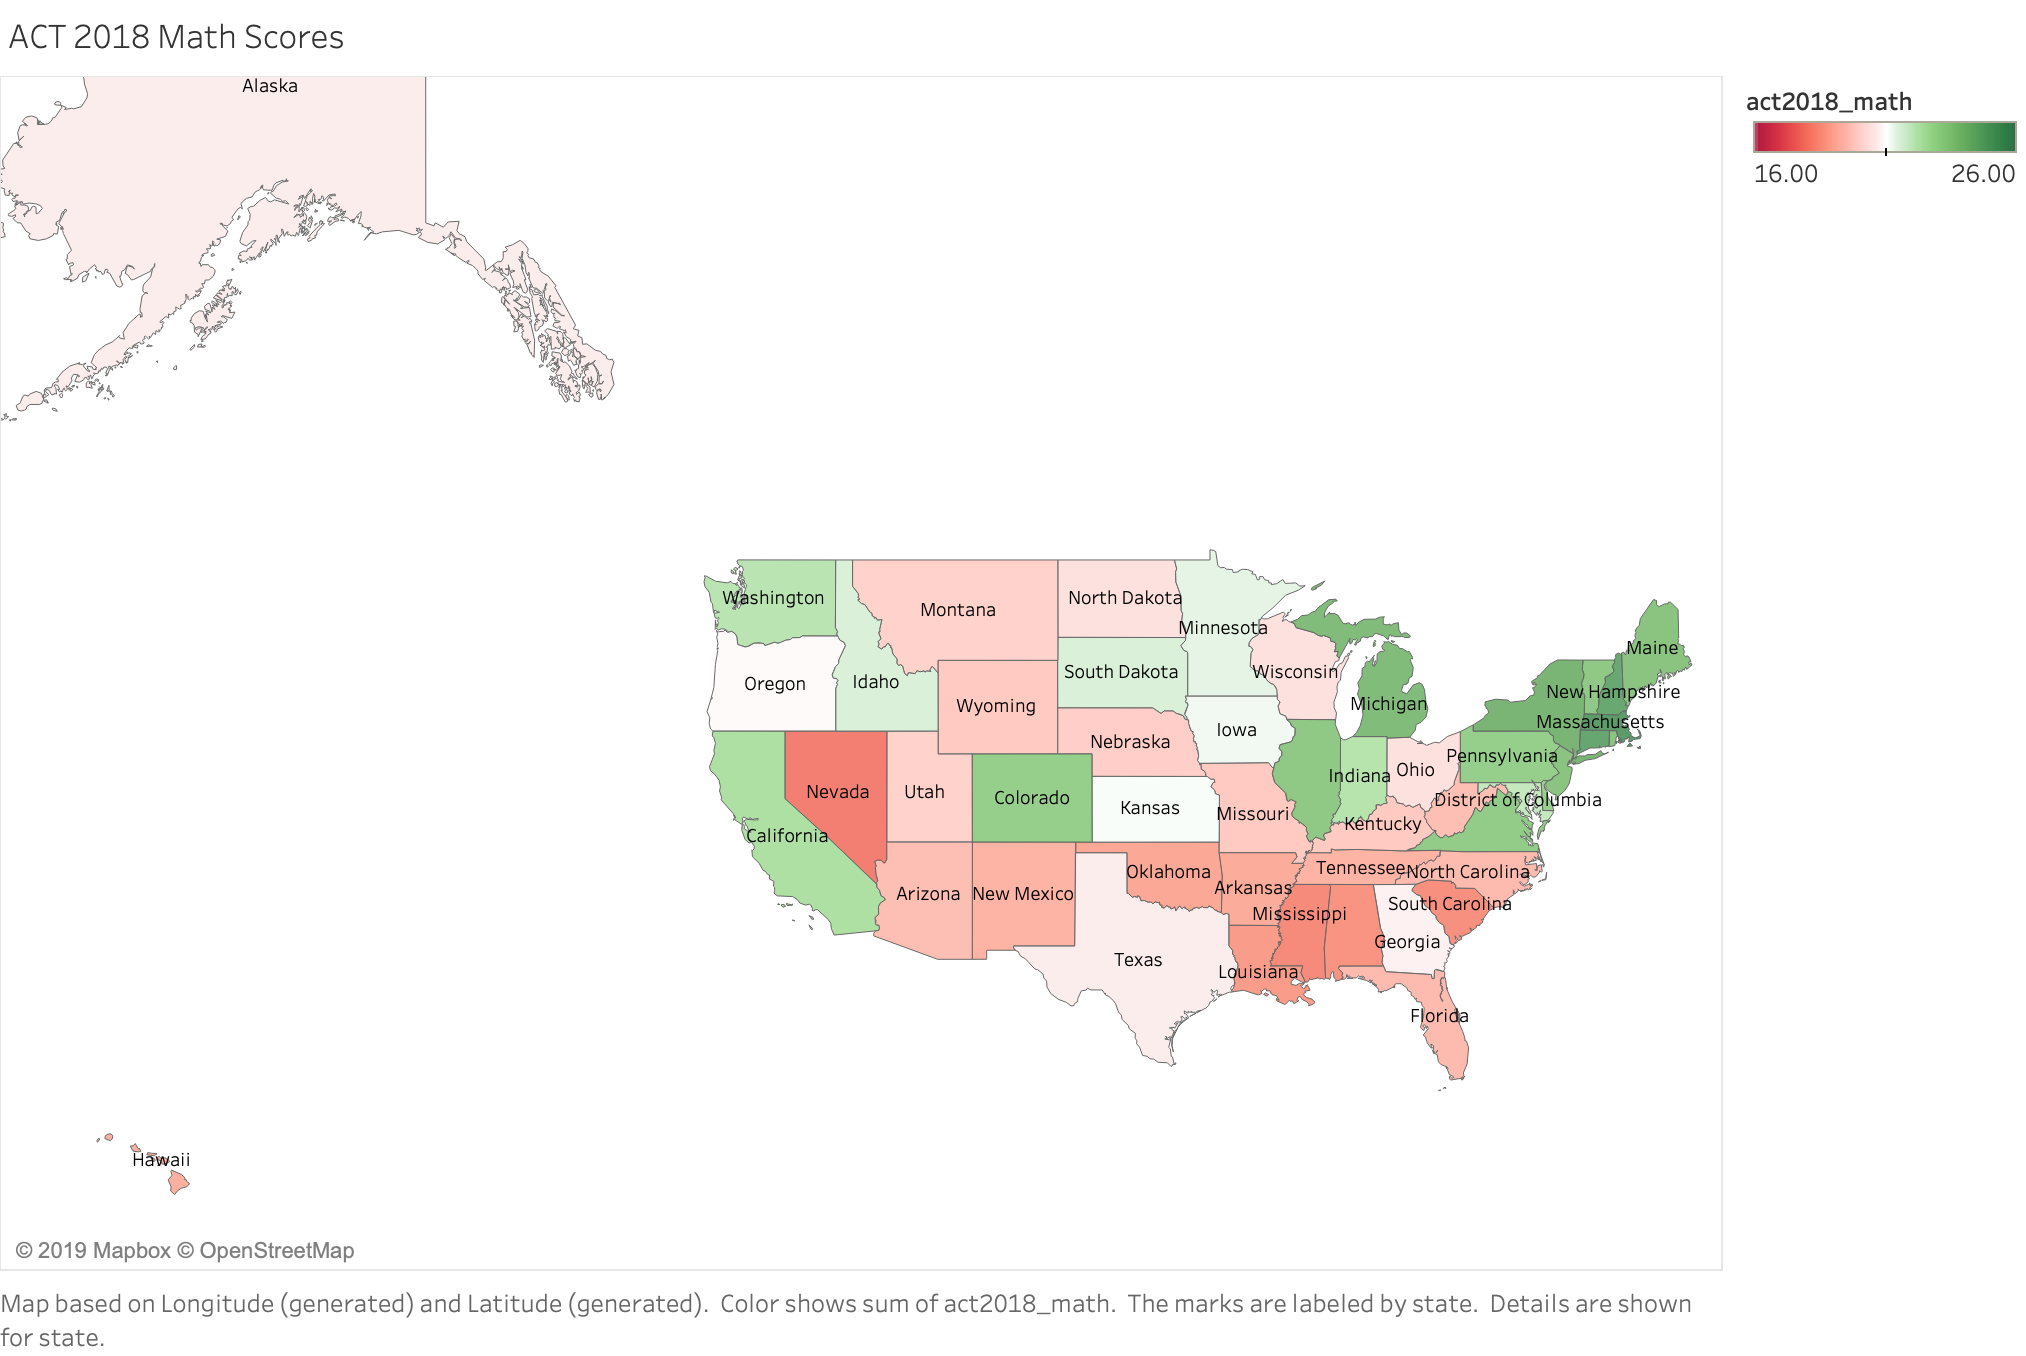 ACT 2018 Math Scores
Alaska
act2018_math
16.00 26.00
Washington
Montana
North Dakota
Minnesota
Maine
Oregon
Idaho
South Dakota
Wisconsin
New Hampshire
Wyoming
Michigan
Massachusetts
Nebraska
Iowa
Pennsylvania
Nevada
Utah
Colorado
Kansas
Indiana
Ohio
District of Columbia
California
Missouri
Kentucky
Arizona
New Mexico
Oklahoma
Arkansas
Tennessee
North Carolina
Mississippi
South Carolina
Texas
Louisiana
Georgia
Florida
Hawaii
© 2019 Mapbox © OpenStreetMap
Map based on Longitude (generated) and Latitude (generated).  Color shows sum of act2018_math.  The marks are labeled by state.  Details are shown
for state.